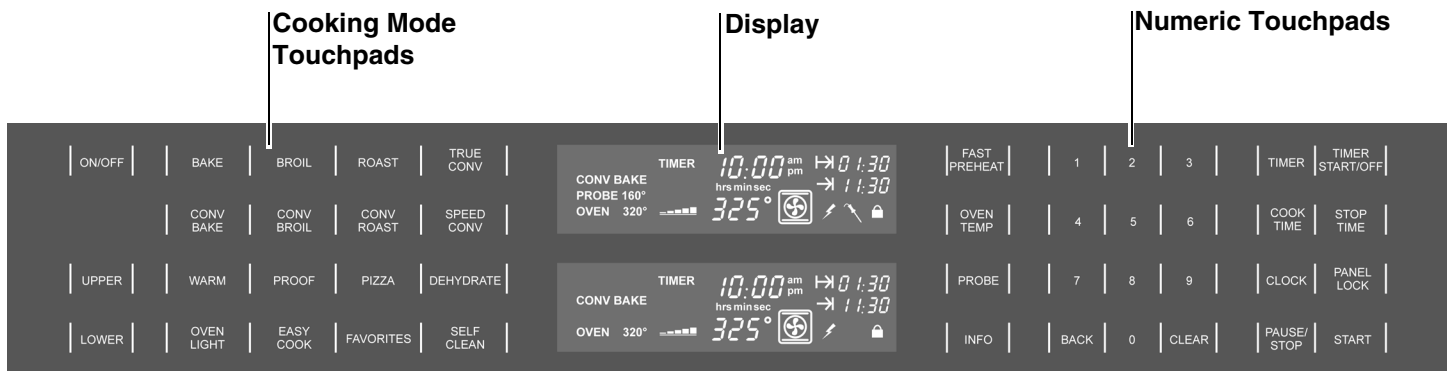 Cooking Mode
Touchpads
Display
Numeric Touchpads
ON/OFF
BAKE
BROIL
ROAST
TRUE
CONV
CONV
BAKE
CONV
BROIL
CONV
ROAST
SPEED
CONV
UPPER
WARM
PROOF
PIZZA
DEHYDRATE
LOWER
OVEN
LIGHT
EASY
COOK
FAVORITES
SELF
CLEAN
TIMER
10:00 am
pm
01:30
hrs min sec
11:30
CONV BAKE
PROBE 160°
OVEN 320°
325°
TIMER
10:00 am
pm
01:30
hrs min sec
11:30
CONV BAKE
OVEN 320°
325°
FAST
PREHEAT
1
2
3
TIMER
TIMER
START/OFF
OVEN
TEMP
4
5
6
COOK
TIME
STOP
TIME
PROBE
7
8
9
CLOCK
PANEL
LOCK
INFO
BACK
0
CLEAR
PAUSE/
STOP
START